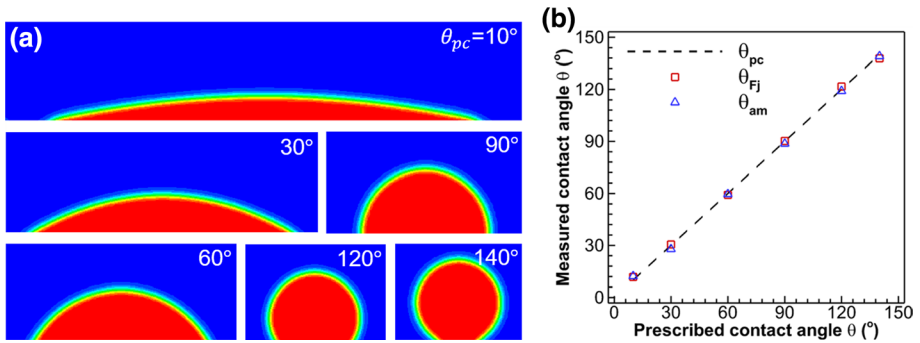 (a)
θpc=10°
30°
90°
60°
120°
140°
(b)
150
120
90
60
30
0
Measured contact angle θ (°)
θpc
θFj
θam
0
30
60
90
120
150
Prescribed contact angle θ (°)